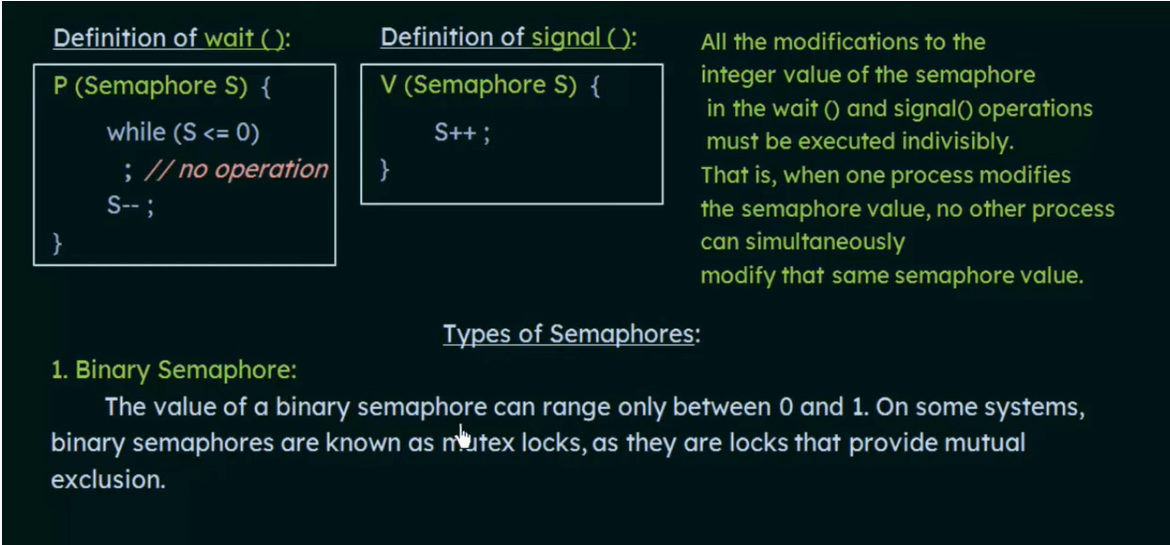 Definition of wait ( ):
P (Semaphore S) {
while (S <= 0)
; // no operation
S-- ;
}
Definition of signal ( ):
V (Semaphore S) {
S++ ;
}
All the modifications to the
integer value of the semaphore
in the wait () and signal() operations
must be executed indivisibly.
That is, when one process modifies
the semaphore value, no other process
can simultaneously
modify that same semaphore value.
Types of Semaphores:
1. Binary Semaphore:
The value of a binary semaphore can range only between 0 and 1. On some systems,
binary semaphores are known as mutex locks, as they are locks that provide mutual
exclusion.